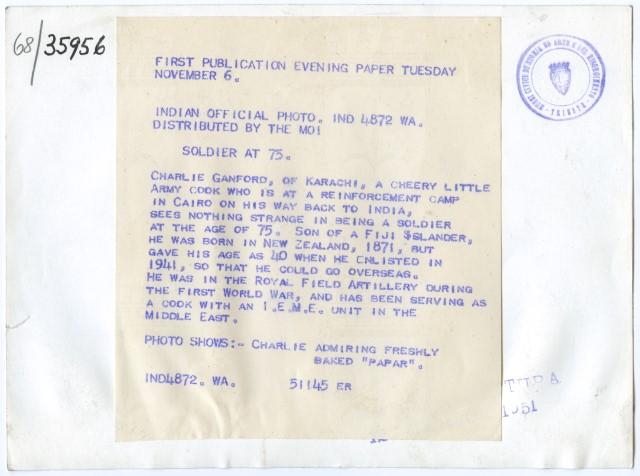 68/35956
FIRST PUBLICATION EVENING PAPER TUESDAY
NOVEMBER 6.
INDIAN OFFICIAL PHOTO. IND 4872 WA.
DISTRIBUTED BY THE MOI
SOLDIER AT 75.
CHARLIE GANFORD, OF KARACHI, A CHEERY LITTLE
ARMY COOK WHO IS AT A REINFORCEMENT CAMP
IN CAIRO ON HIS WAY BACK TO INDIA,
SEES NOTHING STRANGE IN BEING A SOLDIER
AT THE AGE OF 75. SON OF A FIJI $SLANDER,
HE WAS BORN IN NEW ZEALAND, 1871, BUT
GAVE HIS AGE AS 40 WHEN HE ENLISTED IN
1941, SO THAT HE COULD GO OVERSEAS.
HE WAS IN THE ROYAL FIELD ARTILLERY DURING
THE FIRST WORLD WAR, AND HAS BEEN SERVING AS
A COOK WITH AN I.E.M.E. UNIT IN THE
MIDDLE EAST.
PHOTO SHOWS:- CHARLIE ADMIRING FRESHLY
BAKED "PAPAR".
IND4872. WA. 51145 ER